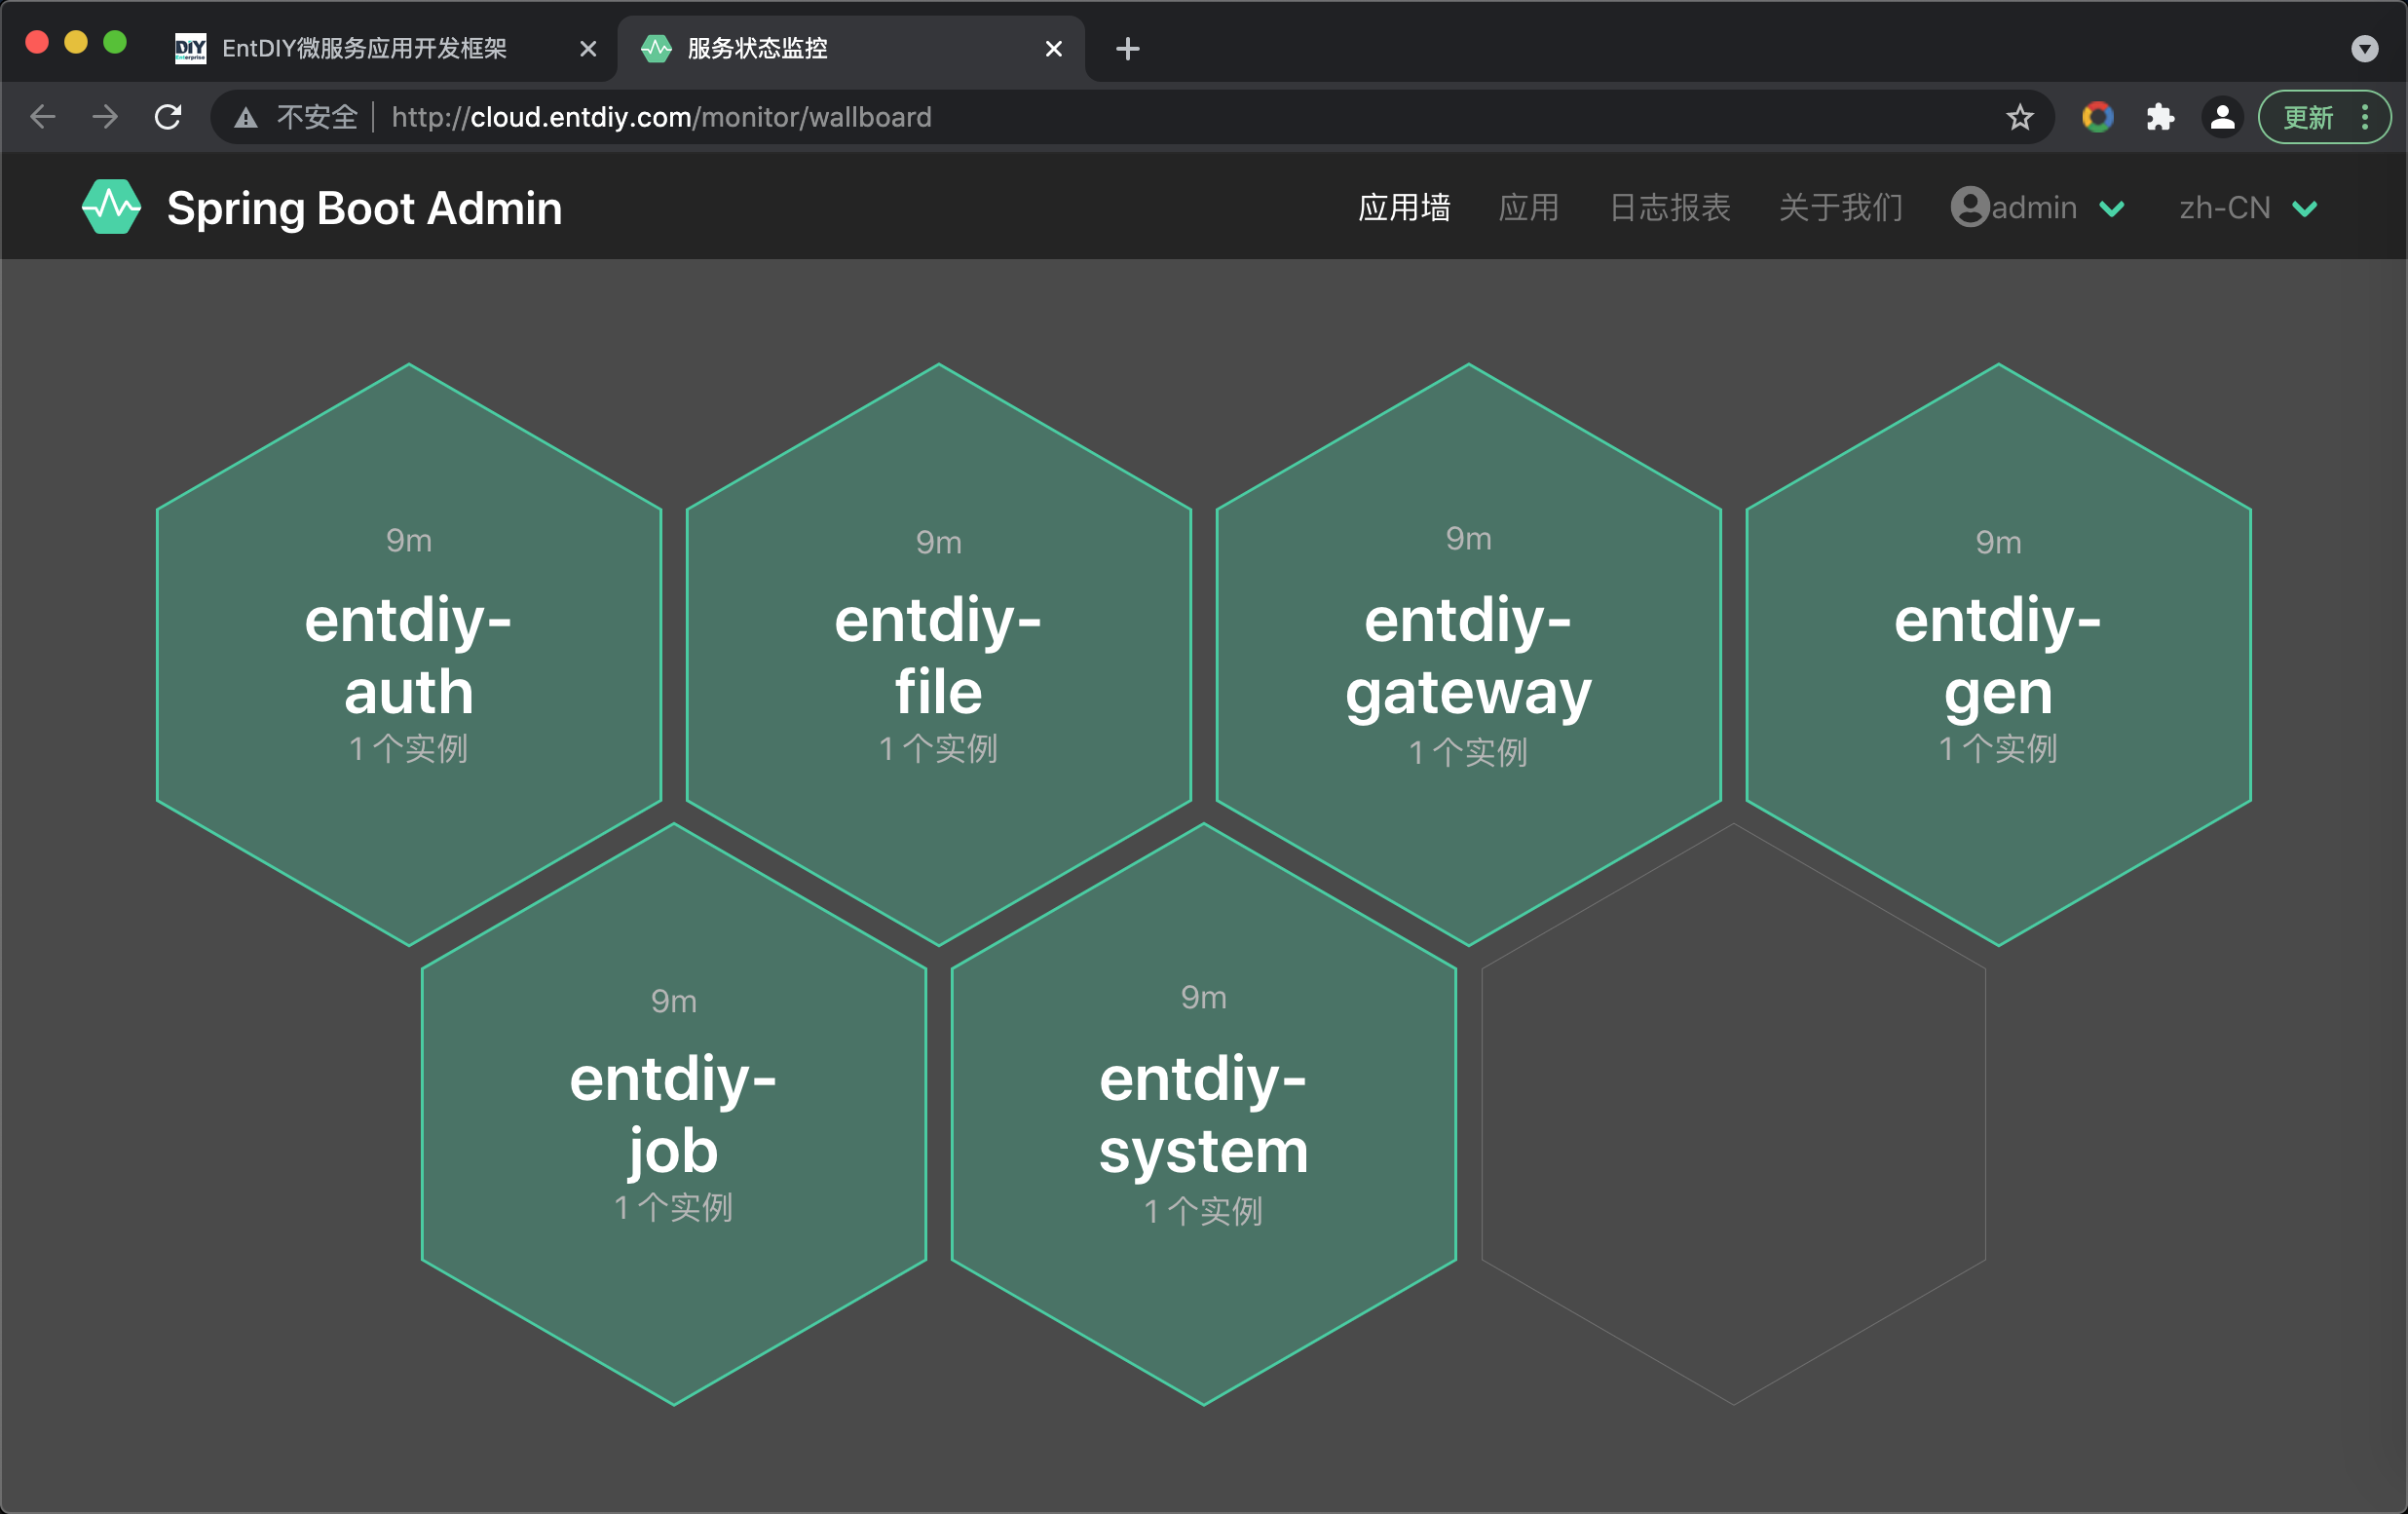 DiY
Enterprise
EntDIY微服务应用开发框架
服务状态监控
不安全
http://cloud.entdiy.com/monitor/wallboard
更新
Spring Boot Admin
应用墙
应用
日志报表
关于我们
admin
zh-CN
9m
entdiy-
auth
1 个实例
9m
entdiy-
file
1 个实例
9m
entdiy-
gateway
1 个实例
9m
entdiy-
gen
1 个实例
9m
entdiy-
job
1 个实例
9m
entdiy-
system
1 个实例